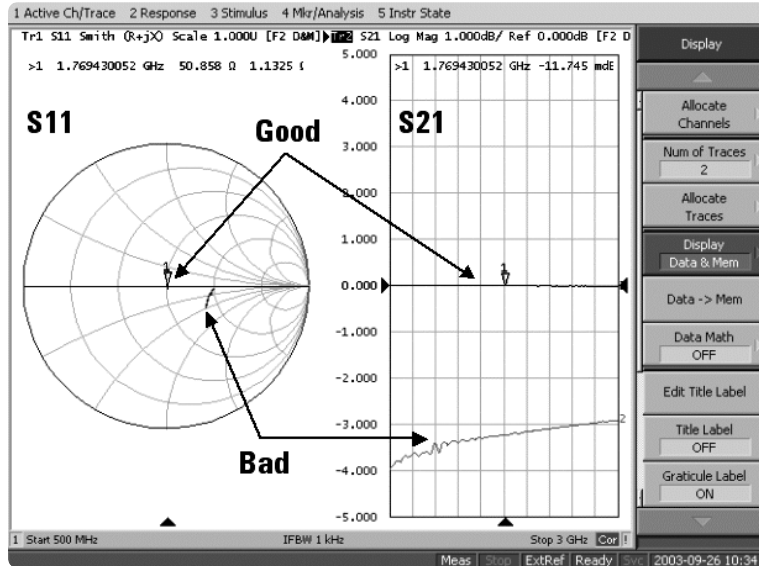 1 Active Ch/Trace 2 Response 3 Stimulus 4 Mkr/Analysis 5 Instr State
Tr1 S11 Smith (R+jX) Scale 1.000U [F2 D&M] Tr2 S21 Log Mag 1.000dB/ Ref 0.000dB [F2 D
>1 1.769430052 GHz 50.858 Ω 1.1325
5.000
>1 1.769430052 GHz -11.745 mdB
4.000
S11
Good
S21
3.000
2.000
1.000
1
1
0.000
-1.000
-2.000
-3.000
2
Bad
-4.000
-5.000
1 Start 500 MHz IFBW 1 kHz Stop 3 GHz Cor !
Meas Stop ExtRef Ready Svc 2003-09-26 10:34
Display
Allocate
Channels
Num of Traces
2
Allocate
Traces
Display
Data & Mem
Data -> Mem
Data Math
OFF
Edit Title Label
Title Label
OFF
Graticule Label
ON